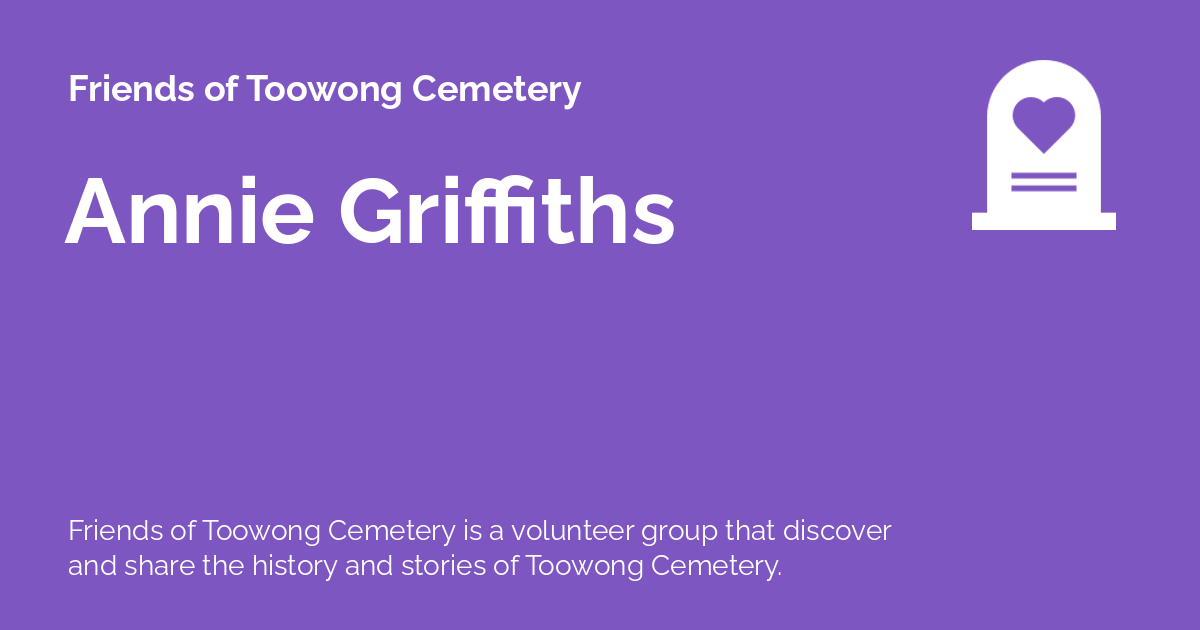 Friends of Toowong Cemetery
Annie Griffiths
Friends of Toowong Cemetery is a volunteer group that discover
and share the history and stories of Toowong Cemetery.